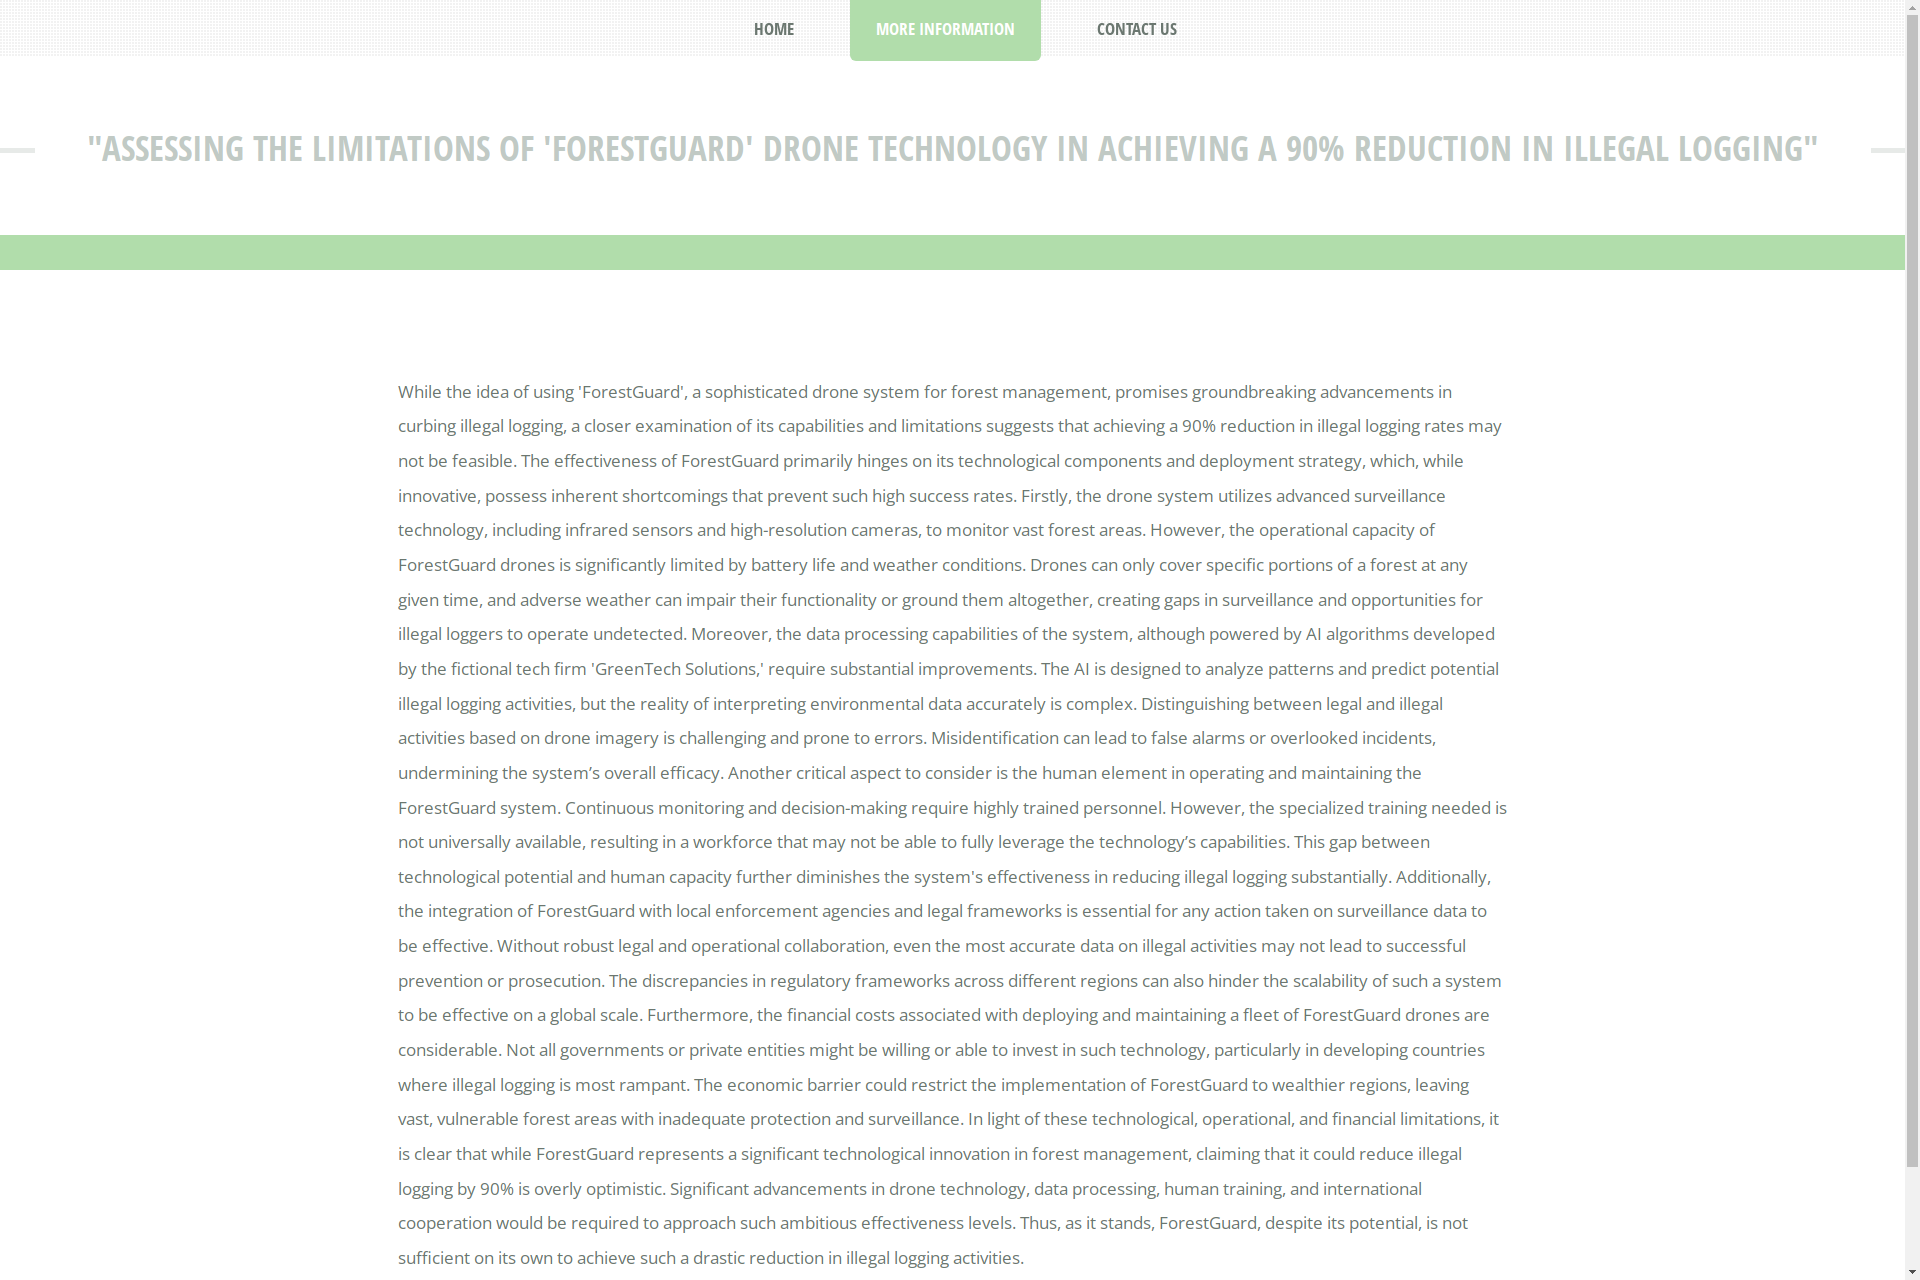 HOME
MORE INFORMATION
CONTACT US
"ASSESSING THE LIMITATIONS OF 'FORESTGUARD' DRONE TECHNOLOGY IN ACHIEVING A 90% REDUCTION IN ILLEGAL LOGGING"
While the idea of using 'ForestGuard', a sophisticated drone system for forest management, promises groundbreaking advancements in
curbing illegal logging, a closer examination of its capabilities and limitations suggests that achieving a 90% reduction in illegal logging rates may
not be feasible. The effectiveness of ForestGuard primarily hinges on its technological components and deployment strategy, which, while
innovative, possess inherent shortcomings that prevent such high success rates. Firstly, the drone system utilizes advanced surveillance
technology, including infrared sensors and high-resolution cameras, to monitor vast forest areas. However, the operational capacity of
ForestGuard drones is significantly limited by battery life and weather conditions. Drones can only cover specific portions of a forest at any
given time, and adverse weather can impair their functionality or ground them altogether, creating gaps in surveillance and opportunities for
illegal loggers to operate undetected. Moreover, the data processing capabilities of the system, although powered by AI algorithms developed
by the fictional tech firm 'GreenTech Solutions,' require substantial improvements. The AI is designed to analyze patterns and predict potential
illegal logging activities, but the reality of interpreting environmental data accurately is complex. Distinguishing between legal and illegal
activities based on drone imagery is challenging and prone to errors. Misidentification can lead to false alarms or overlooked incidents,
undermining the system’s overall efficacy. Another critical aspect to consider is the human element in operating and maintaining the
ForestGuard system. Continuous monitoring and decision-making require highly trained personnel. However, the specialized training needed is
not universally available, resulting in a workforce that may not be able to fully leverage the technology’s capabilities. This gap between
technological potential and human capacity further diminishes the system's effectiveness in reducing illegal logging substantially. Additionally,
the integration of ForestGuard with local enforcement agencies and legal frameworks is essential for any action taken on surveillance data to
be effective. Without robust legal and operational collaboration, even the most accurate data on illegal activities may not lead to successful
prevention or prosecution. The discrepancies in regulatory frameworks across different regions can also hinder the scalability of such a system
to be effective on a global scale. Furthermore, the financial costs associated with deploying and maintaining a fleet of ForestGuard drones are
considerable. Not all governments or private entities might be willing or able to invest in such technology, particularly in developing countries
where illegal logging is most rampant. The economic barrier could restrict the implementation of ForestGuard to wealthier regions, leaving
vast, vulnerable forest areas with inadequate protection and surveillance. In light of these technological, operational, and financial limitations, it
is clear that while ForestGuard represents a significant technological innovation in forest management, claiming that it could reduce illegal
logging by 90% is overly optimistic. Significant advancements in drone technology, data processing, human training, and international
cooperation would be required to approach such ambitious effectiveness levels. Thus, as it stands, ForestGuard, despite its potential, is not
sufficient on its own to achieve such a drastic reduction in illegal logging activities.